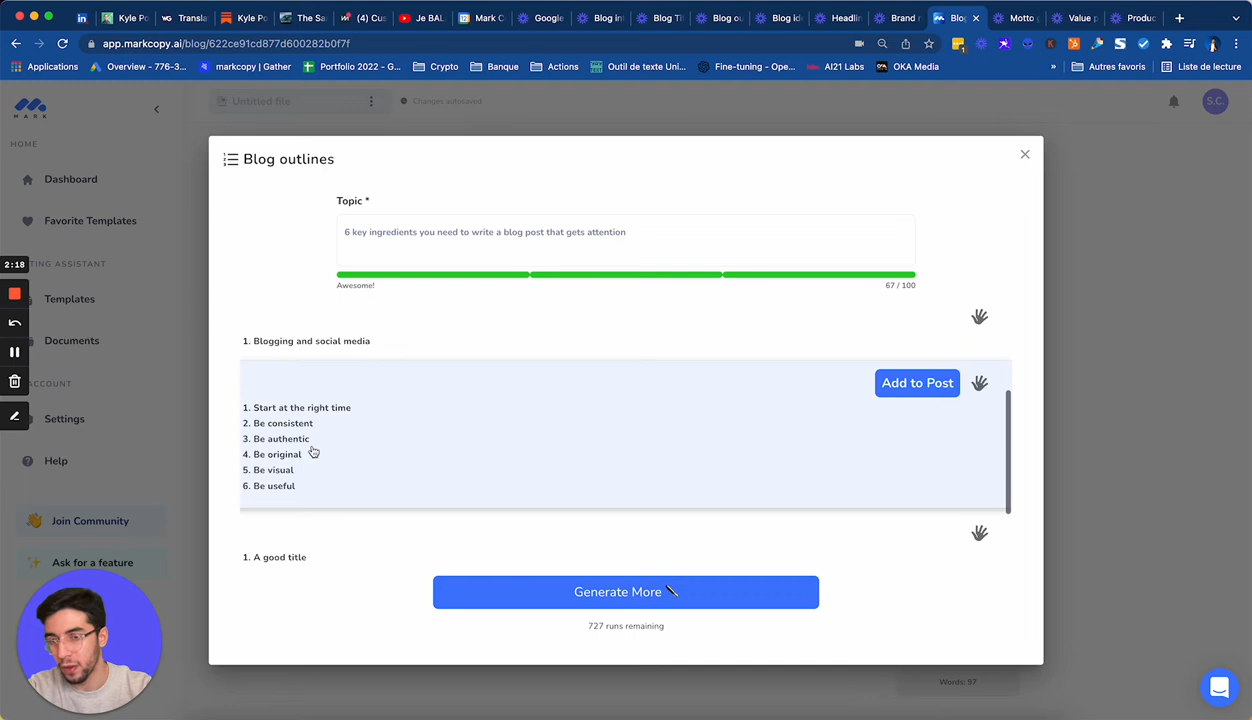 Translat
Kyle Po
Kyle Po
The Sac
(4) Cus
Je BAL
Mark C
Google
Blog in
Blog Ti
Blog ou
Blog id
Headlin
Brand n
Blog
Motto
Value p
Produc
app.markcopy.ai/blog/622ce91cd877d600282b0f7f
Applications
Overview - 776-3...
markcopy | Gather
Portfolio 2022 - G...
Crypto
Banque
Actions
Outil de texte Uni...
Fine-tuning - Ope...
AI21 Labs
OKA Media
»
Autres favoris
Liste de lecture
MARK
Untitled file
Changes autosaved
S.C.
HOME
Dashboard
Favorite Templates
TING ASSISTANT
Templates
Documents
ACCOUNT
Settings
Help
Join Community
Ask for a feature
2:18
Blog outlines
Topic *
6 key ingredients you need to write a blog post that gets attention
Awesome!
67 / 100
1. Blogging and social media
Add to Post
1. Start at the right time
2. Be consistent
3. Be authentic
4. Be original
5. Be visual
6. Be useful
1. A good title
Generate More
727 runs remaining
Words: 97